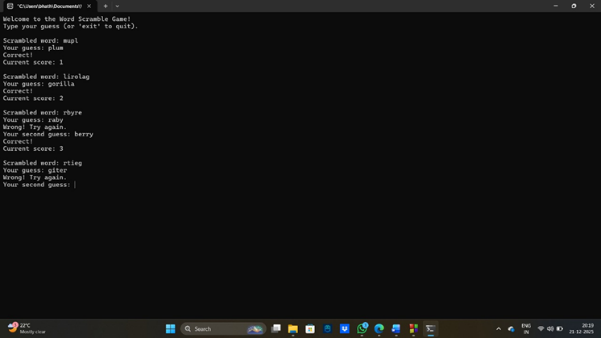 "C:\Users\bhath\Documents\
Welcome to the Word Scramble Game!
Type your guess (or 'exit' to quit).
Scrambled word: mupl
Your guess: plum
Correct!
Current score: 1
Scrambled word: lirolag
Your guess: gorilla
Correct!
Current score: 2
Scrambled word: rbyre
Your guess: raby
Wrong! Try again.
Your second guess: berry
Correct!
Current score: 3
Scrambled word: rtieg
Your guess: giter
Wrong! Try again.
Your second guess:
22°C
Mostly clear
Search
ENG
IN
20:19
21-12-2025